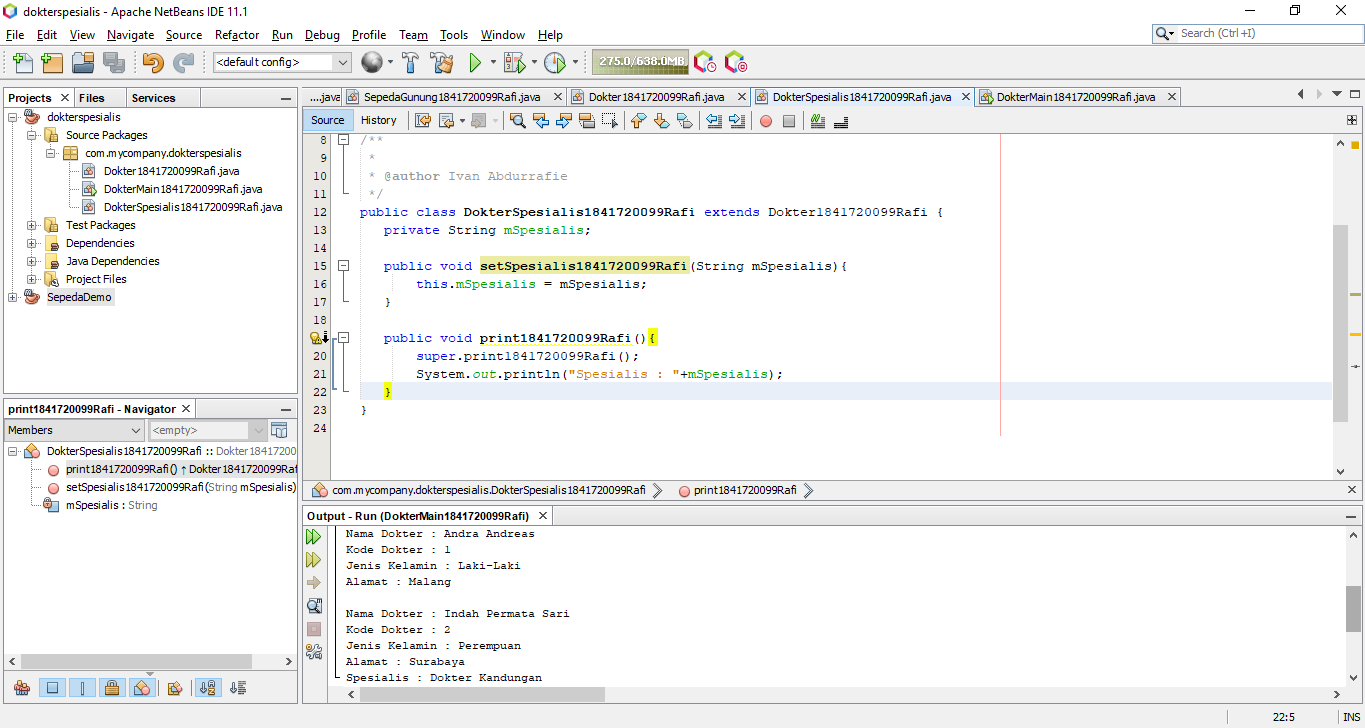 dokterspesialis - Apache NetBeans IDE 11.1
File Edit View Navigate Source Refactor Run Debug Profile Team Tools Window Help
Search (Ctrl+I)
<default config>
275.0/638.0MB
Projects Files Services
dokterspesialis
Source Packages
com.mycompany.dokterspesialis
Dokter1841720099Rafi.java
DokterMain1841720099Rafi.java
DokterSpesialis1841720099Rafi.java
Test Packages
Dependencies
Java Dependencies
Project Files
SepedaDemo
print1841720099Rafi - Navigator
Members
<empty>
DokterSpesialis1841720099Rafi :: Dokter18417200
print1841720099Rafi() ↑ Dokter1841720099Raf
setSpesialis1841720099Rafi(String mSpesialis)
mSpesialis : String
....java SepedaGunung1841720099Rafi.java Dokter1841720099Rafi.java DokterSpesialis1841720099Rafi.java DokterMain1841720099Rafi.java
Source History
8 /**
9 *
10 * @author Ivan Abdurrafie
11 */
12 public class DokterSpesialis1841720099Rafi extends Dokter1841720099Rafi {
13 private String mSpesialis;
14
15 public void setSpesialis1841720099Rafi(String mSpesialis){
16 this.mSpesialis = mSpesialis;
17 }
18
public void print1841720099Rafi(){
20 super.print1841720099Rafi();
21 System.out.println("Spesialis : "+mSpesialis);
22 }
23 }
24
com.mycompany.dokterspesialis.DokterSpesialis1841720099Rafi print1841720099Rafi
Output - Run (DokterMain1841720099Rafi)
Nama Dokter : Andra Andreas
Kode Dokter : 1
Jenis Kelamin : Laki-Laki
Alamat : Malang
Nama Dokter : Indah Permata Sari
Kode Dokter : 2
Jenis Kelamin : Perempuan
Alamat : Surabaya
Spesialis : Dokter Kandungan
22:5 INS